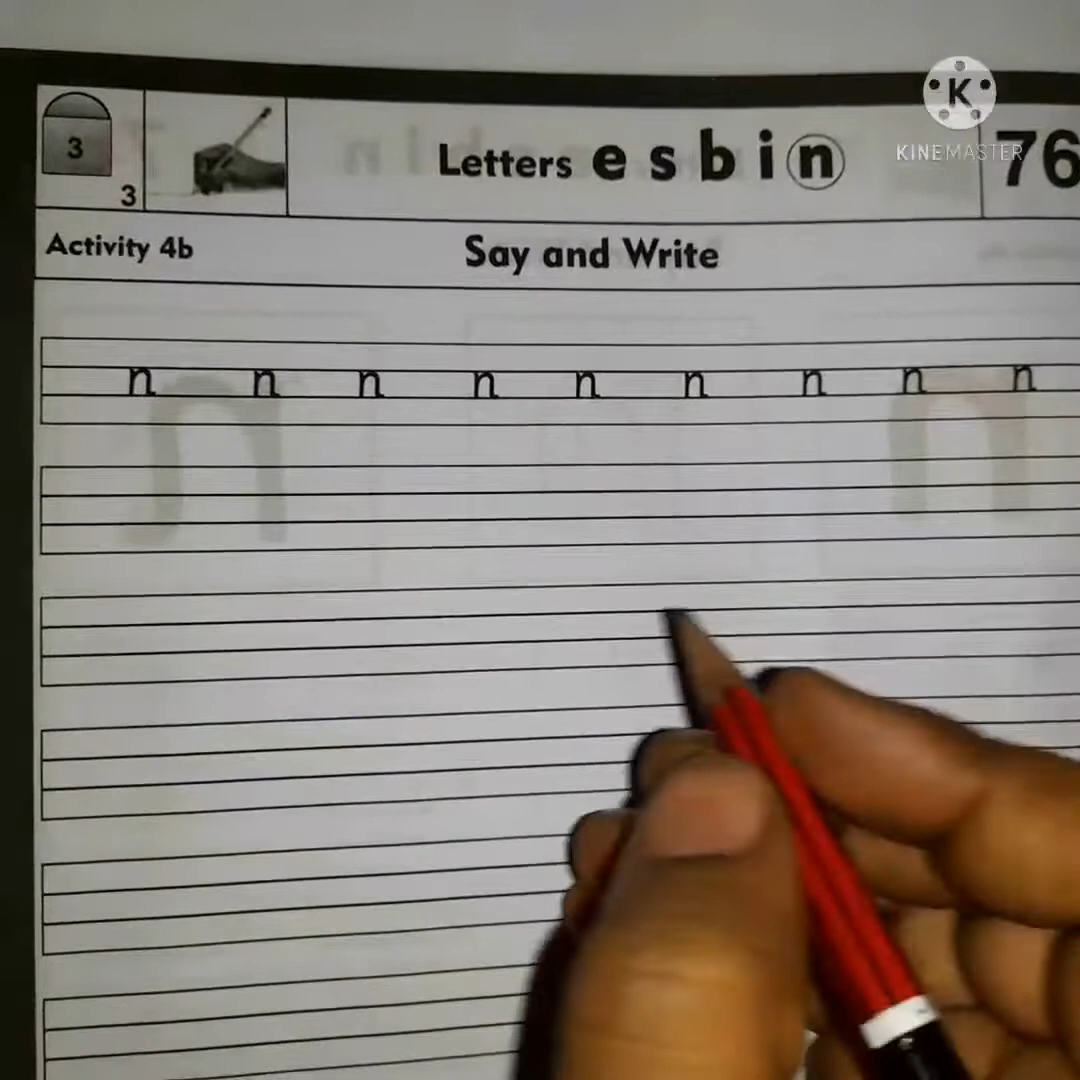 3
3
Letters e s b i n
76
K
KINEMASTER
Activity 4b
Say and Write
n n n n n n n n n